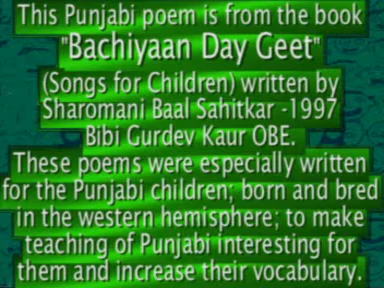 This Punjabi poem is from the book
"Bachiyaan Day Geet"
(Songs for Children) written by
Sharomani Baal Sahitkar -1997
Bibi Gurdev Kaur OBE.
These poems were especially written
for the Punjabi children; born and bred
in the western hemisphere; to make
teaching of Punjabi interesting for
them and increase their vocabulary.